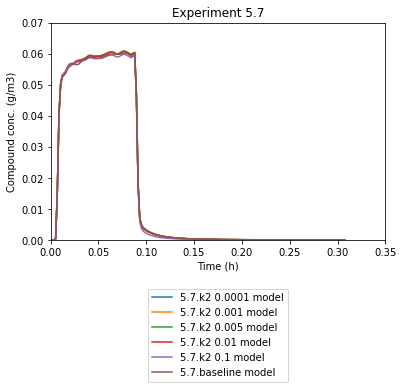 Experiment 5.7
Compound conc. (g/m3)
0.07
0.06
0.05
0.04
0.03
0.02
0.01
0.00
0.00 0.05 0.10 0.15 0.20 0.25 0.30 0.35
Time (h)
5.7.k2 0.0001 model
5.7.k2 0.001 model
5.7.k2 0.005 model
5.7.k2 0.01 model
5.7.k2 0.1 model
5.7.baseline model